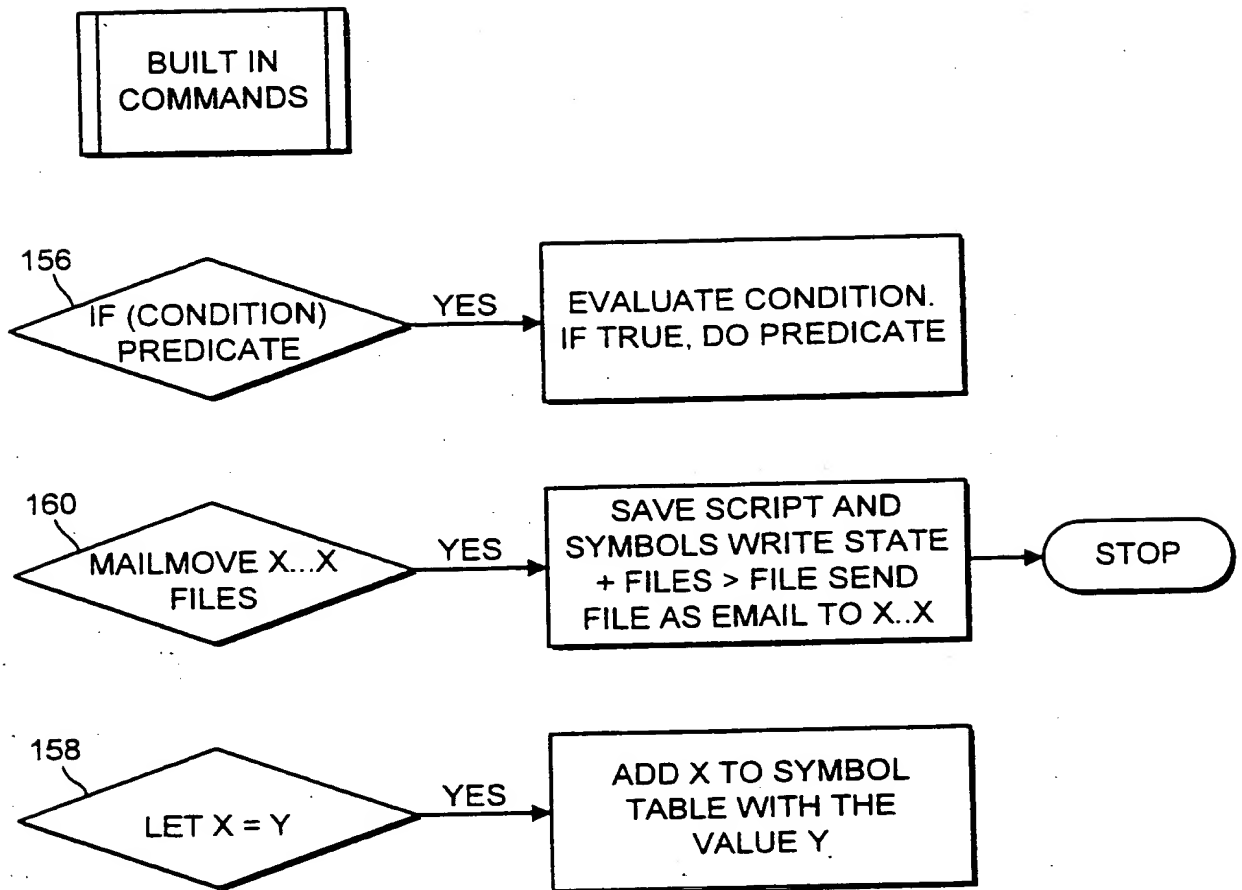 BUILT IN
COMMANDS
156
IF (CONDITION)
PREDICATE
YES
EVALUATE CONDITION.
IF TRUE, DO PREDICATE
160
MAILMOVE X...X
FILES
YES
SAVE SCRIPT AND
SYMBOLS WRITE STATE
+ FILES > FILE SEND
FILE AS EMAIL TO X..X
STOP
158
LET X = Y
YES
ADD X TO SYMBOL
TABLE WITH THE
VALUE Y